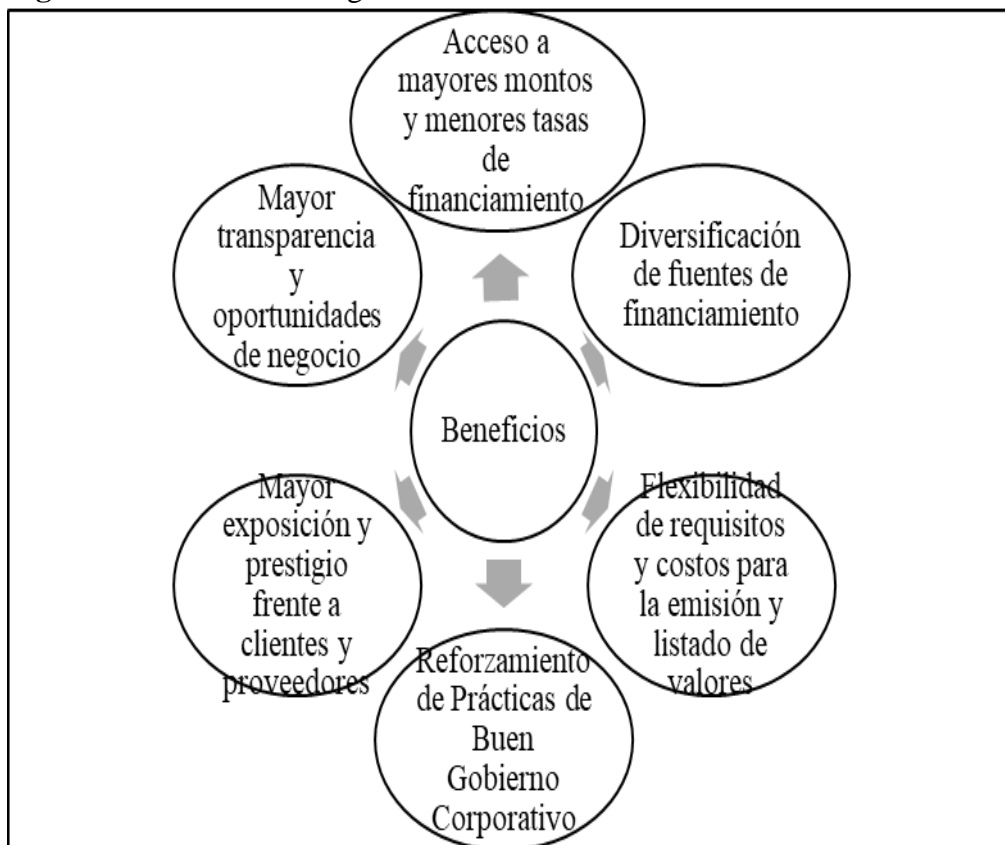 Acceso a
mayores montos
y menores tasas
de
financiamiento
Diversificación
de fuentes de
financiamiento
Flexibilidad
de requisitos
y costos para
la emisión y
listado de
valores
Reforzamiento
de Prácticas de
Buen
Gobierno
Corporativo
Mayor
exposición y
prestigio
frente a
clientes y
proveedores
Mayor
transparencia
y
oportunidades
de negocio
Beneficios